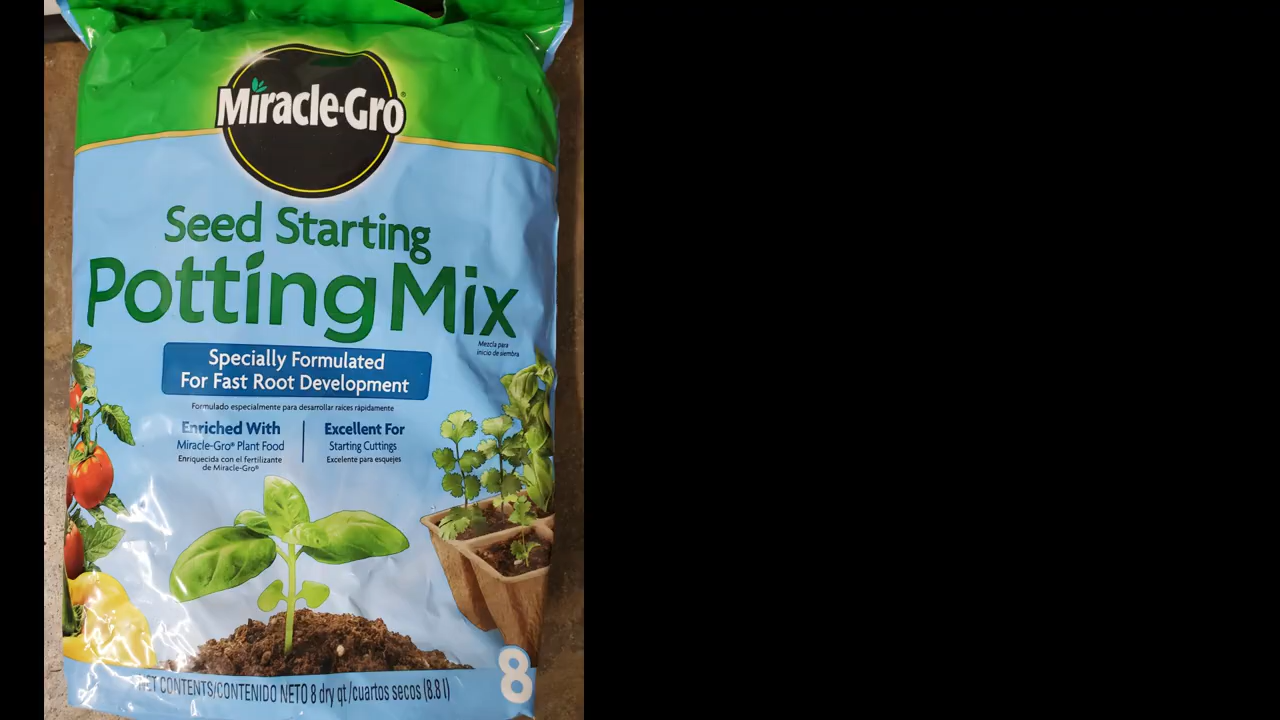 Miracle-Gro®
Seed Starting
Potting Mix
Mezcla para
inicio de siembra
Specially Formulated
For Fast Root Development
Formulado especialmente para desarrollar raíces rápidamente
Enriched With
Miracle-Gro® Plant Food
Enriquecida con el fertilizante
de Miracle-Gro®
Excellent For
Starting Cuttings
Excelente para esquejes
8
NET CONTENTS/CONTENIDO NETO 8 dry qt/cuartos secos (8.8 l)